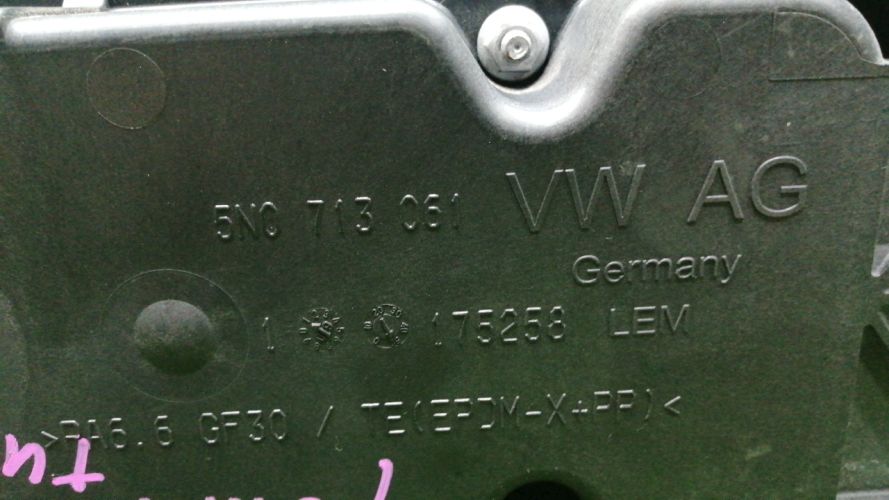 VW AG
5N0 713 061
Germany
1 175258 LEM
>PA6.6 GF30 / TE(EPDM-X+PP)<